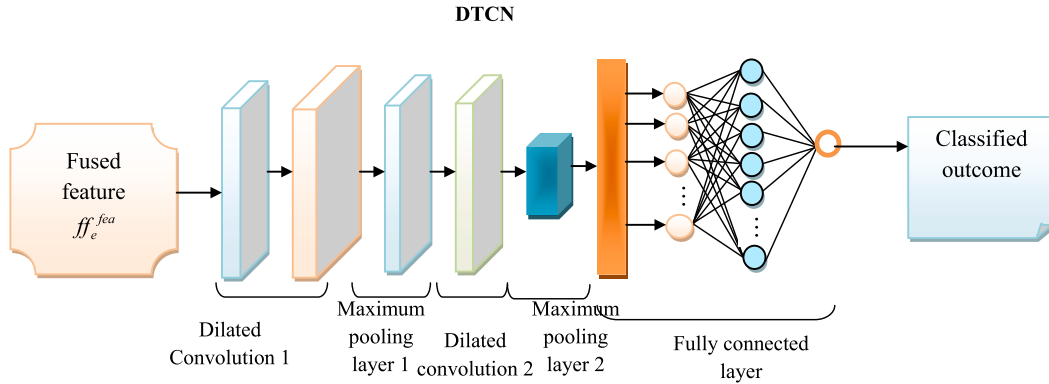 DTCN
Fused
feature
ff_e^{fea}
Classified
outcome
Dilated
Convolution 1
Maximum
pooling
layer 1
Dilated
convolution 2
Maximum
pooling
layer 2
Fully connected
layer